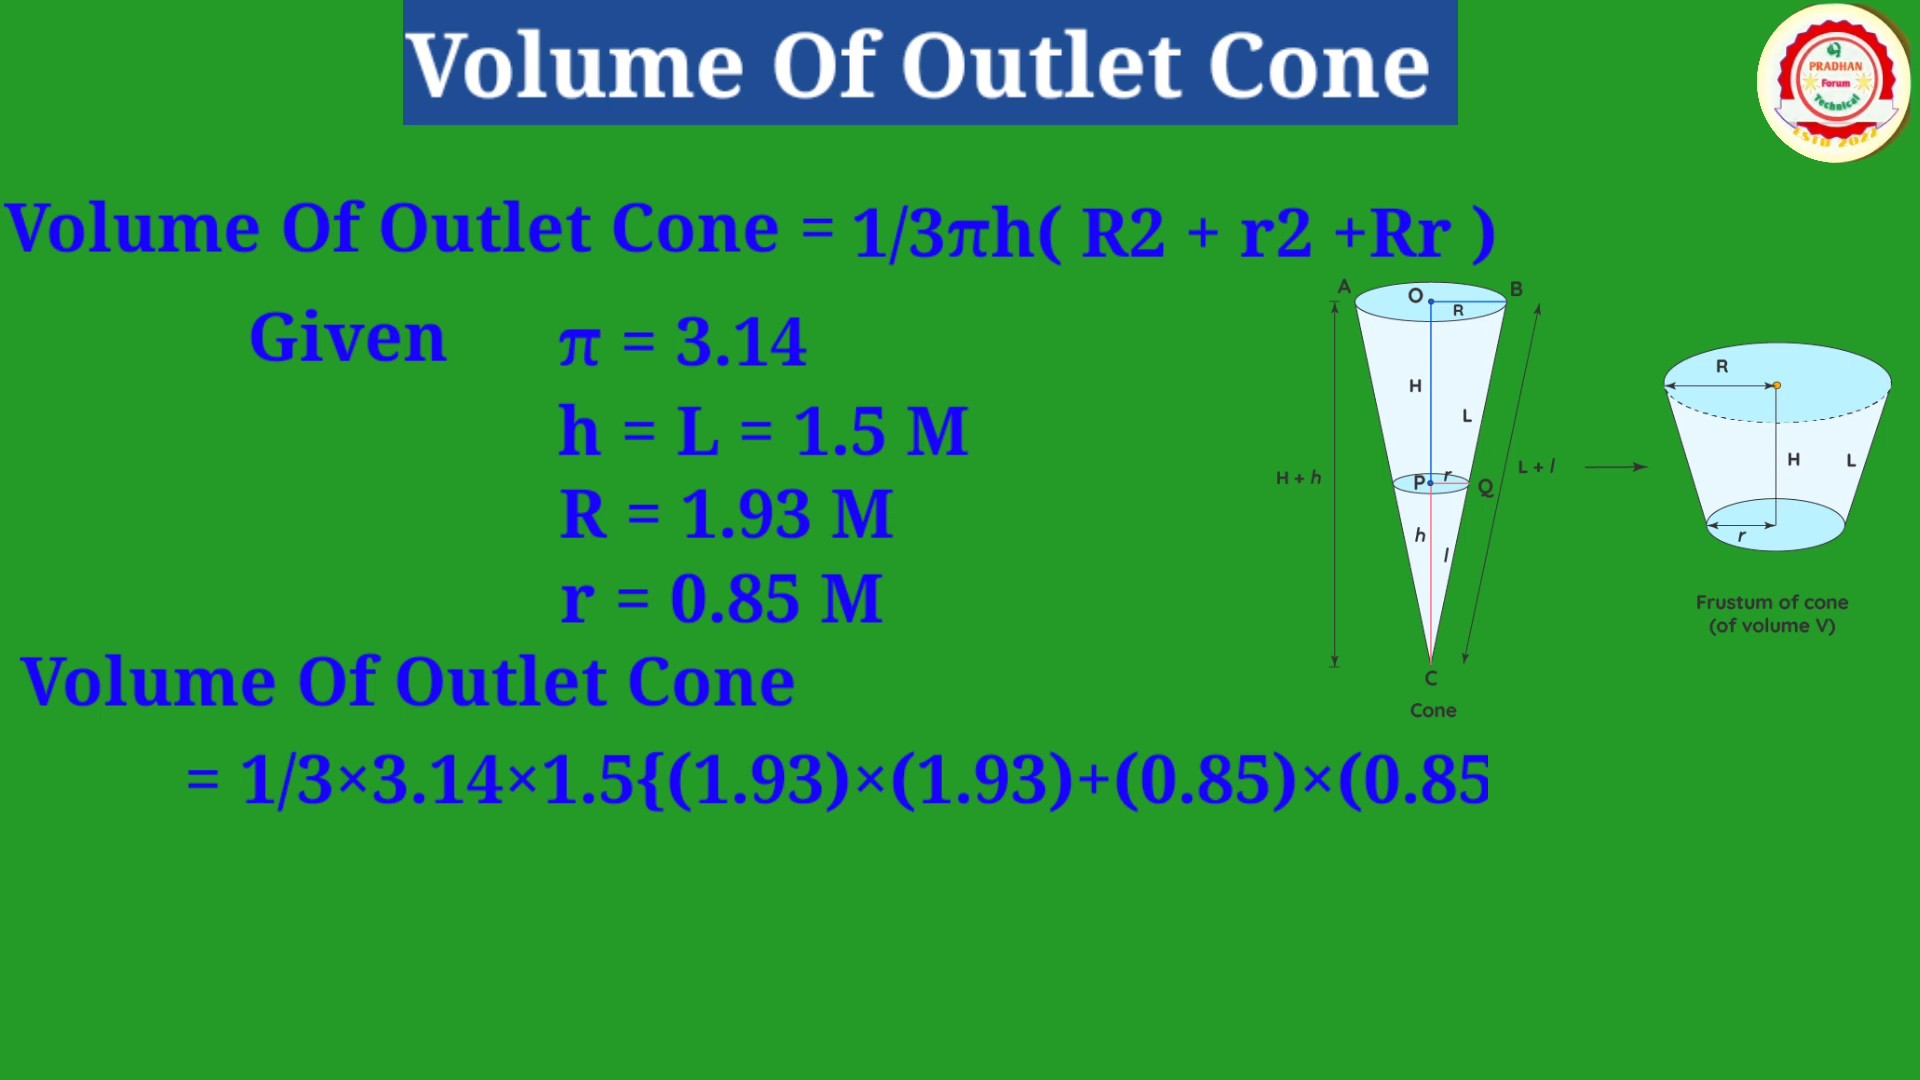 Volume Of Outlet Cone
PRADHAN
Forum
Technical
ESTD 2022
Volume Of Outlet Cone = 1/3πh( R2 + r2 +Rr )
Given π = 3.14
h = L = 1.5 M
R = 1.93 M
r = 0.85 M
Volume Of Outlet Cone
= 1/3×3.14×1.5{(1.93)×(1.93)+(0.85)×(0.85
A
O
B
R
H
L
H + h
P
r
Q
L + l
h
l
C
Cone
R
H
L
r
Frustum of cone
(of volume V)